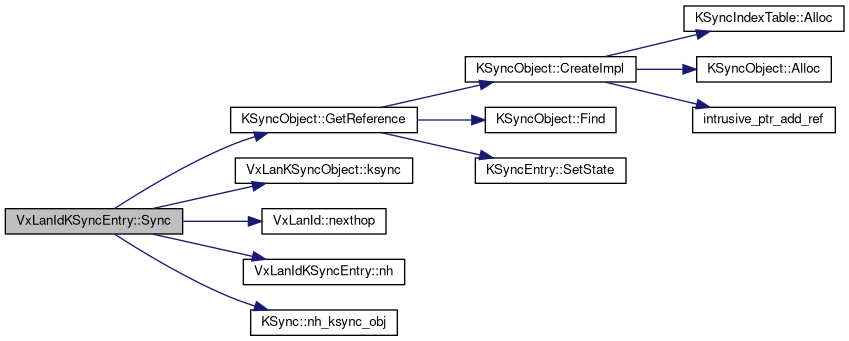 KSyncIndexTable::Alloc
KSyncObject::CreateImpl
KSyncObject::Alloc
KSyncObject::GetReference
KSyncObject::Find
intrusive_ptr_add_ref
VxLanKSyncObject::ksync
KSyncEntry::SetState
VxLanIdKSyncEntry::Sync
VxLanId::nexthop
VxLanIdKSyncEntry::nh
KSync::nh_ksync_obj